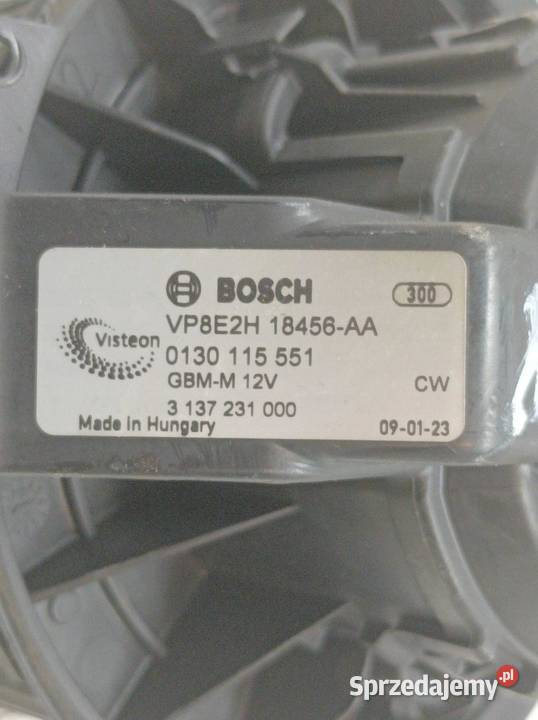 BOSCH
300
Visteon
VP8E2H 18456-AA
0130 115 551
GBM-M 12V
CW
3 137 231 000
Made in Hungary
09-01-23
Sprzedajemy.pl